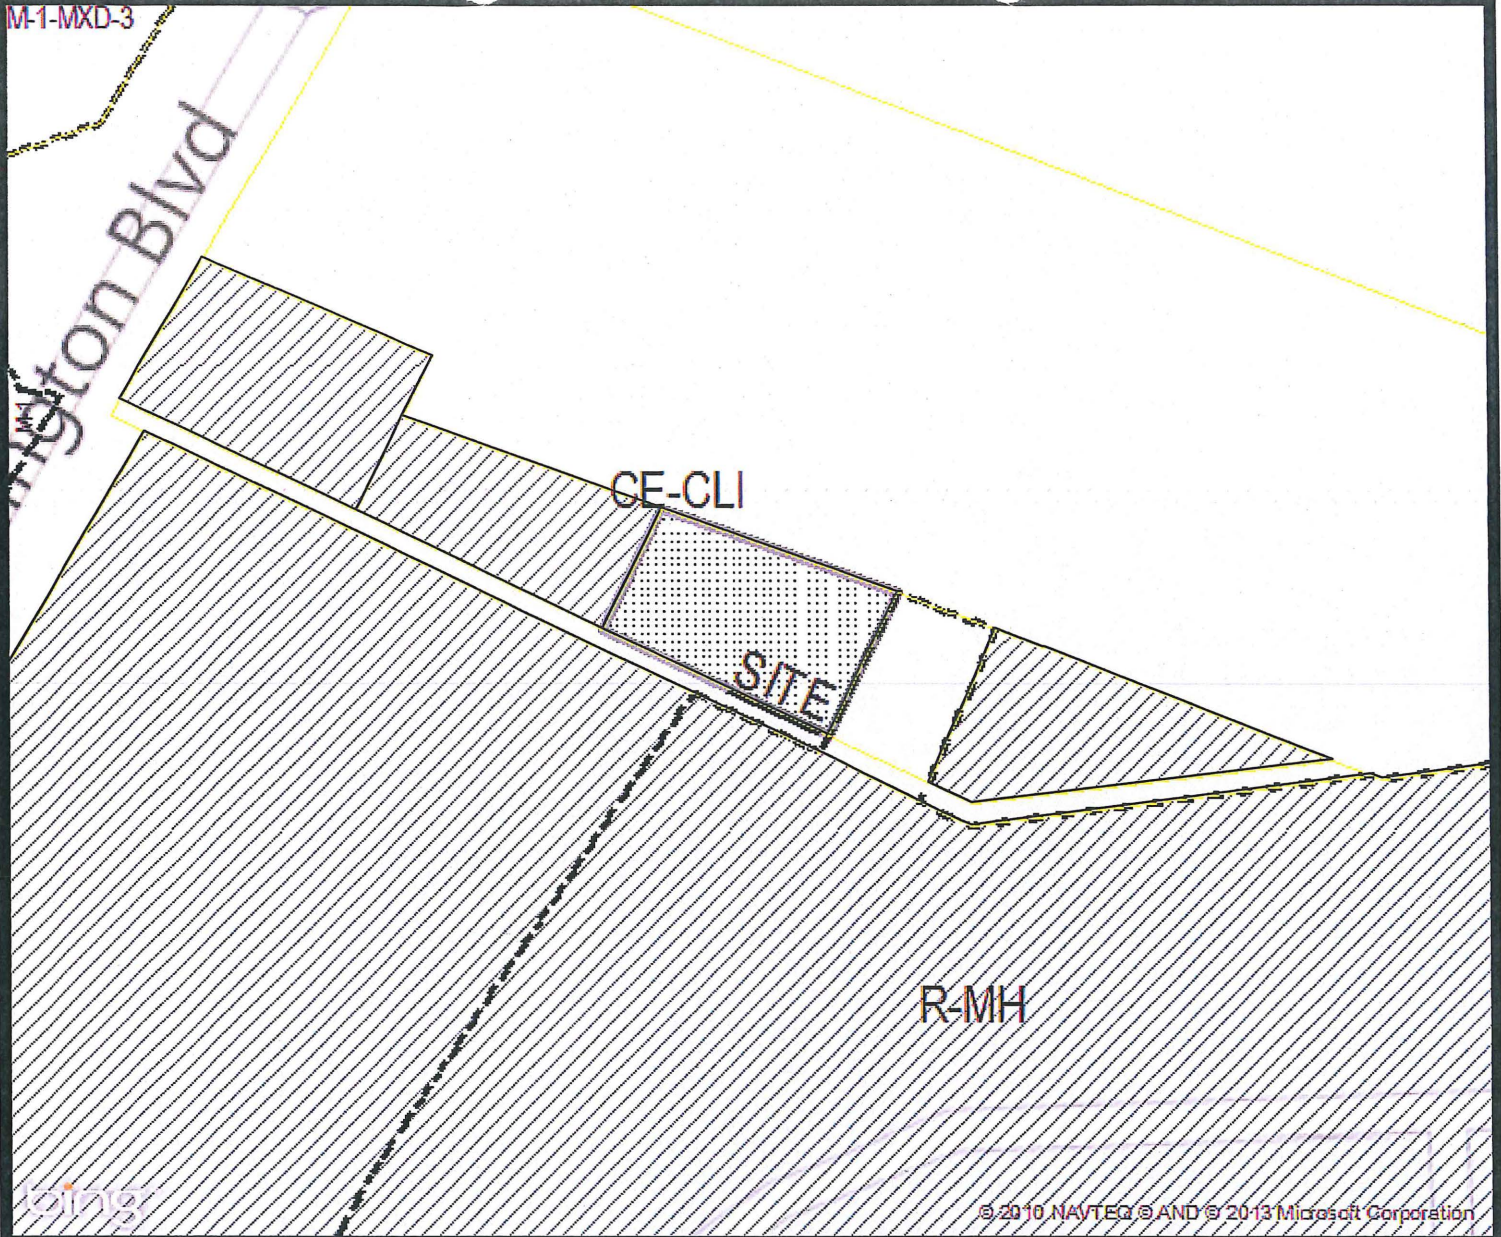 M-1-MXD-3
ngton Blvd
M-1
CE-CLI
SITE
R-MH
bing
© 2010 NAVTEQ © AND © 2013 Microsoft Corporation